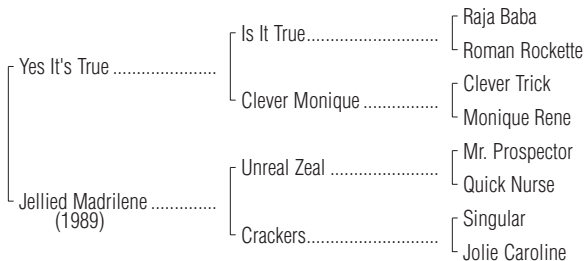 Raja Baba
Is It True
Roman Rockette
Yes It's True
Clever Trick
Clever Monique
Monique Rene
Mr. Prospector
Unreal Zeal
Quick Nurse
Jellied Madrilene
(1989)
Singular
Crackers
Jolie Caroline